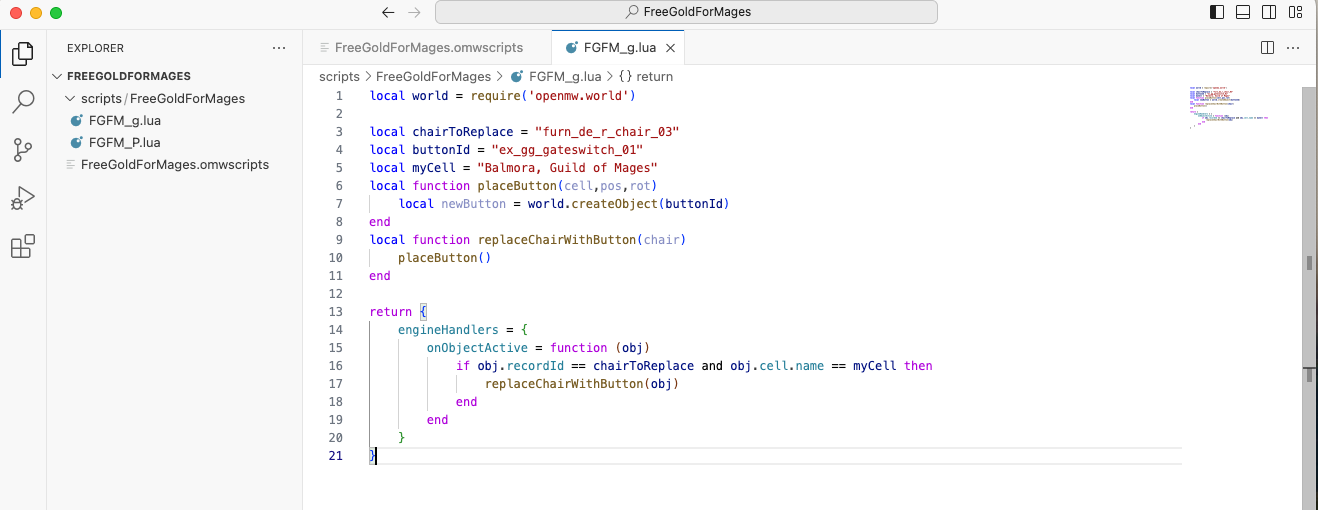 FreeGoldForMages
EXPLORER
FREEGOLDFORMAGES
scripts / FreeGoldForMages
FGFM_g.lua
FGFM_P.lua
FreeGoldForMages.omwscripts
FreeGoldForMages.omwscripts
FGFM_g.lua
scripts > FreeGoldForMages > FGFM_g.lua > {} return
1 local world = require('openmw.world')
2
3 local chairToReplace = "furn_de_r_chair_03"
4 local buttonId = "ex_gg_gateswitch_01"
5 local myCell = "Balmora, Guild of Mages"
6 local function placeButton(cell,pos,rot)
7     local newButton = world.createObject(buttonId)
8 end
9 local function replaceChairWithButton(chair)
10     placeButton()
11 end
12
13 return {
14     engineHandlers = {
15         onObjectActive = function (obj)
16             if obj.recordId == chairToReplace and obj.cell.name == myCell then
17                 replaceChairWithButton(obj)
18             end
19         end
20     }
21 }